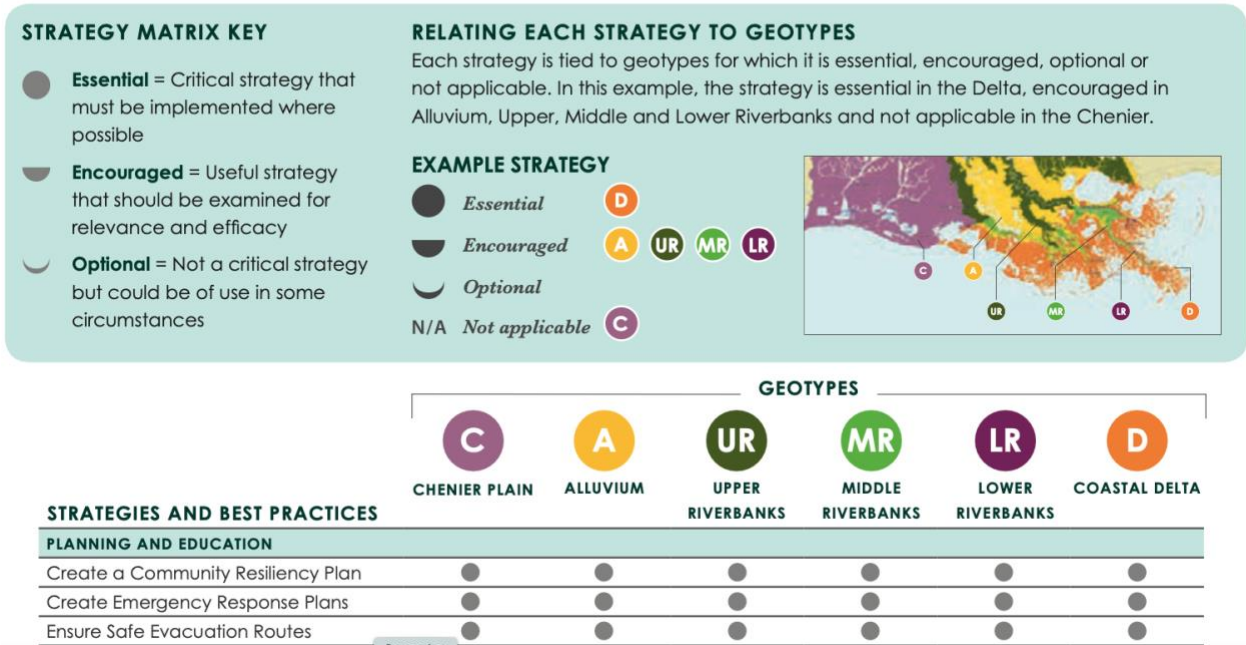 STRATEGY MATRIX KEY
Essential = Critical strategy that
must be implemented where
possible
Encouraged = Useful strategy
that should be examined for
relevance and efficacy
Optional = Not a critical strategy
but could be of use in some
circumstances
RELATING EACH STRATEGY TO GEOTYPES
Each strategy is tied to geotypes for which it is essential, encouraged, optional or
not applicable. In this example, the strategy is essential in the Delta, encouraged in
Alluvium, Upper, Middle and Lower Riverbanks and not applicable in the Chenier.
EXAMPLE STRATEGY
Essential D
Encouraged A UR MR LR
Optional
N/A Not applicable C
C A
UR MR LR D
GEOTYPES
C A UR MR LR D
CHENIER PLAIN ALLUVIUM UPPER MIDDLE LOWER COASTAL DELTA
RIVERBANKS RIVERBANKS RIVERBANKS
STRATEGIES AND BEST PRACTICES
PLANNING AND EDUCATION
Create a Community Resiliency Plan
Create Emergency Response Plans
Ensure Safe Evacuation Routes